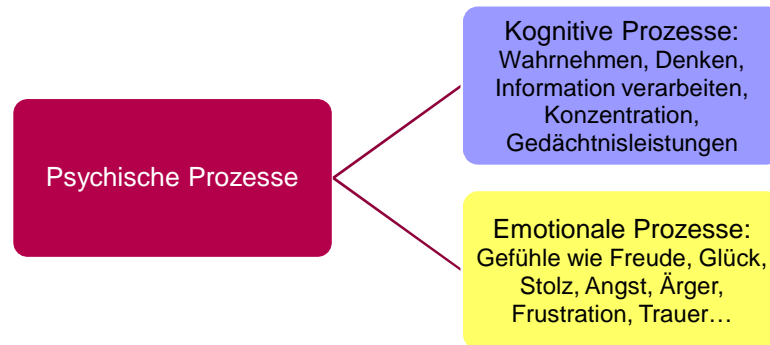 Psychische Prozesse
Kognitive Prozesse:
Wahrnehmen, Denken,
Information verarbeiten,
Konzentration,
Gedächtnisleistungen
Emotionale Prozesse:
Gefühle wie Freude, Glück,
Stolz, Angst, Ärger,
Frustration, Trauer…